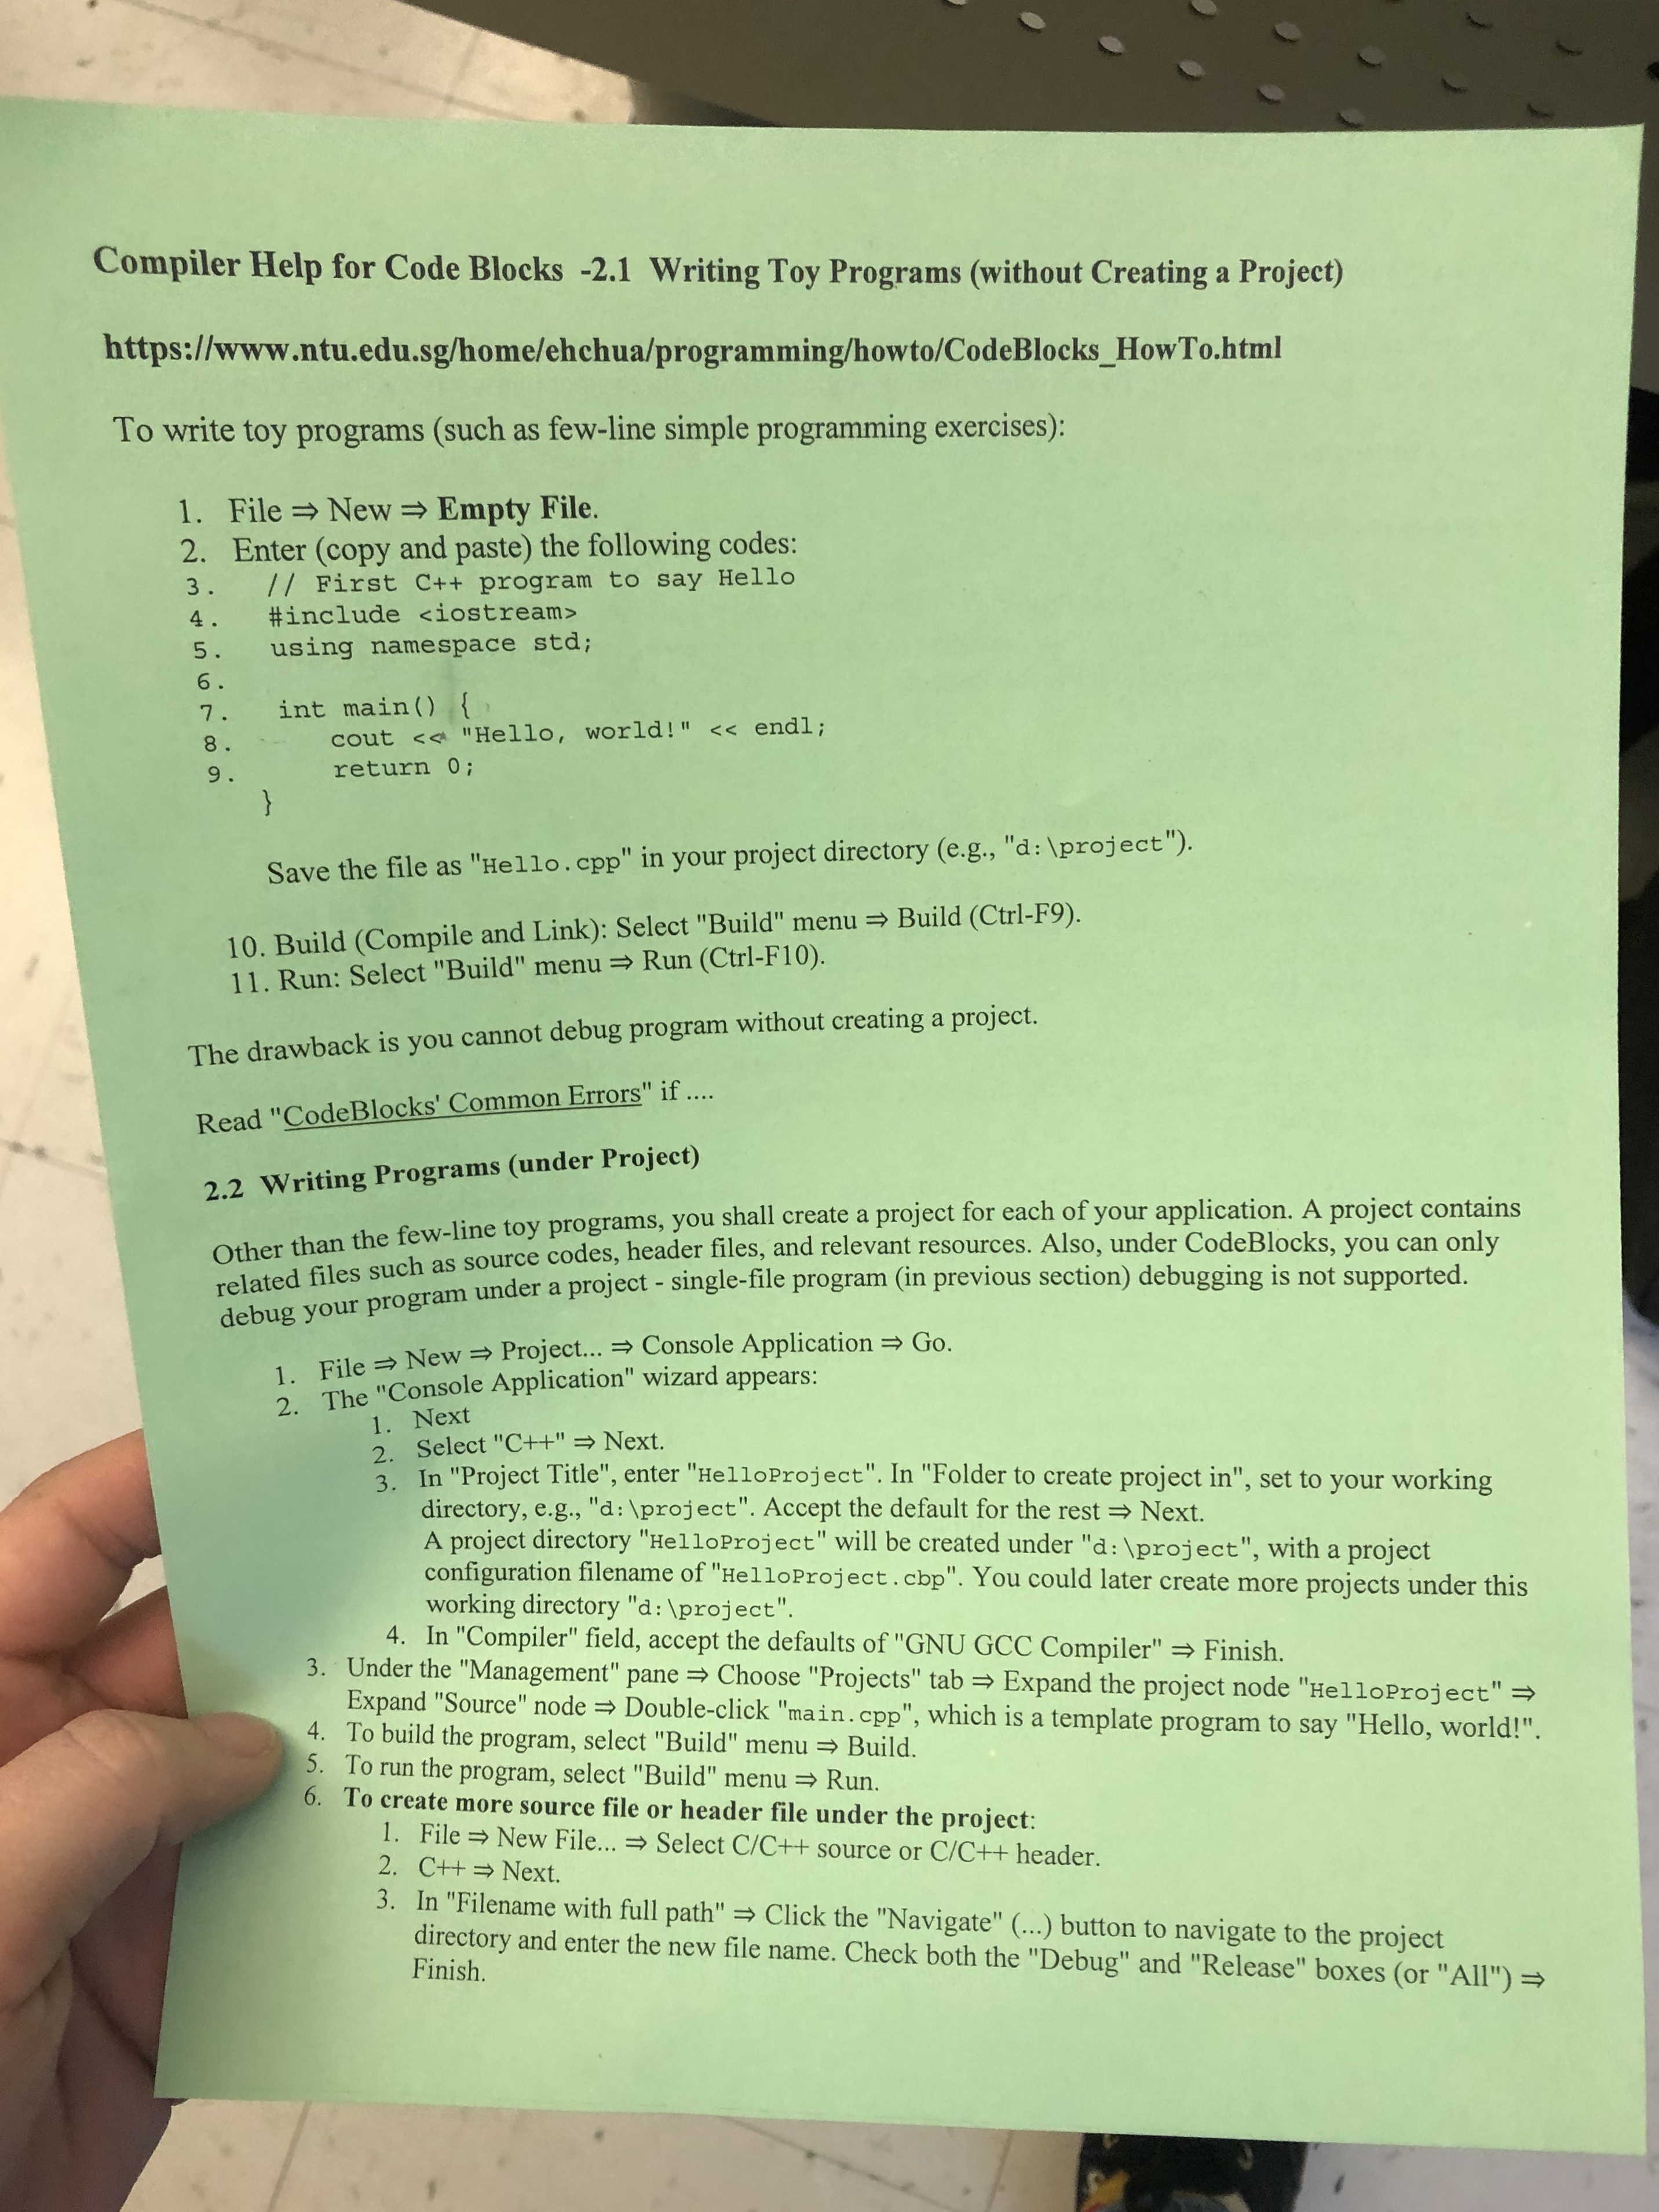 Compiler Help for Code Blocks -2.1 Writing Toy Programs (without Creating a Project)
https://www.ntu.edu.sg/home/ehchua/programming/howto/CodeBlocks_HowTo.html
To write toy programs (such as few-line simple programming exercises):
1. File ⇒ New ⇒ Empty File.
2. Enter (copy and paste) the following codes:
3. // First C++ program to say Hello
4. #include <iostream>
5. using namespace std;
6.
7. int main() {
8. cout << "Hello, world!" << endl;
9. return 0;
}
Save the file as "Hello.cpp" in your project directory (e.g., "d:\project").
10. Build (Compile and Link): Select "Build" menu ⇒ Build (Ctrl-F9).
11. Run: Select "Build" menu ⇒ Run (Ctrl-F10).
The drawback is you cannot debug program without creating a project.
Read "CodeBlocks' Common Errors" if ....
2.2 Writing Programs (under Project)
Other than the few-line toy programs, you shall create a project for each of your application. A project contains
related files such as source codes, header files, and relevant resources. Also, under CodeBlocks, you can only
debug your program under a project - single-file program (in previous section) debugging is not supported.
1. File ⇒ New ⇒ Project... ⇒ Console Application ⇒ Go.
2. The "Console Application" wizard appears:
1. Next
2. Select "C++" ⇒ Next.
3. In "Project Title", enter "HelloProject". In "Folder to create project in", set to your working
directory, e.g., "d:\project". Accept the default for the rest ⇒ Next.
A project directory "HelloProject" will be created under "d:\project", with a project
configuration filename of "HelloProject.cbp". You could later create more projects under this
working directory "d:\project".
4. In "Compiler" field, accept the defaults of "GNU GCC Compiler" ⇒ Finish.
3. Under the "Management" pane ⇒ Choose "Projects" tab ⇒ Expand the project node "HelloProject" ⇒
Expand "Source" node ⇒ Double-click "main.cpp", which is a template program to say "Hello, world!".
4. To build the program, select "Build" menu ⇒ Build.
5. To run the program, select "Build" menu ⇒ Run.
6. To create more source file or header file under the project:
1. File ⇒ New File... ⇒ Select C/C++ source or C/C++ header.
2. C++ ⇒ Next.
3. In "Filename with full path" ⇒ Click the "Navigate" (...) button to navigate to the project
directory and enter the new file name. Check both the "Debug" and "Release" boxes (or "All") ⇒
Finish.